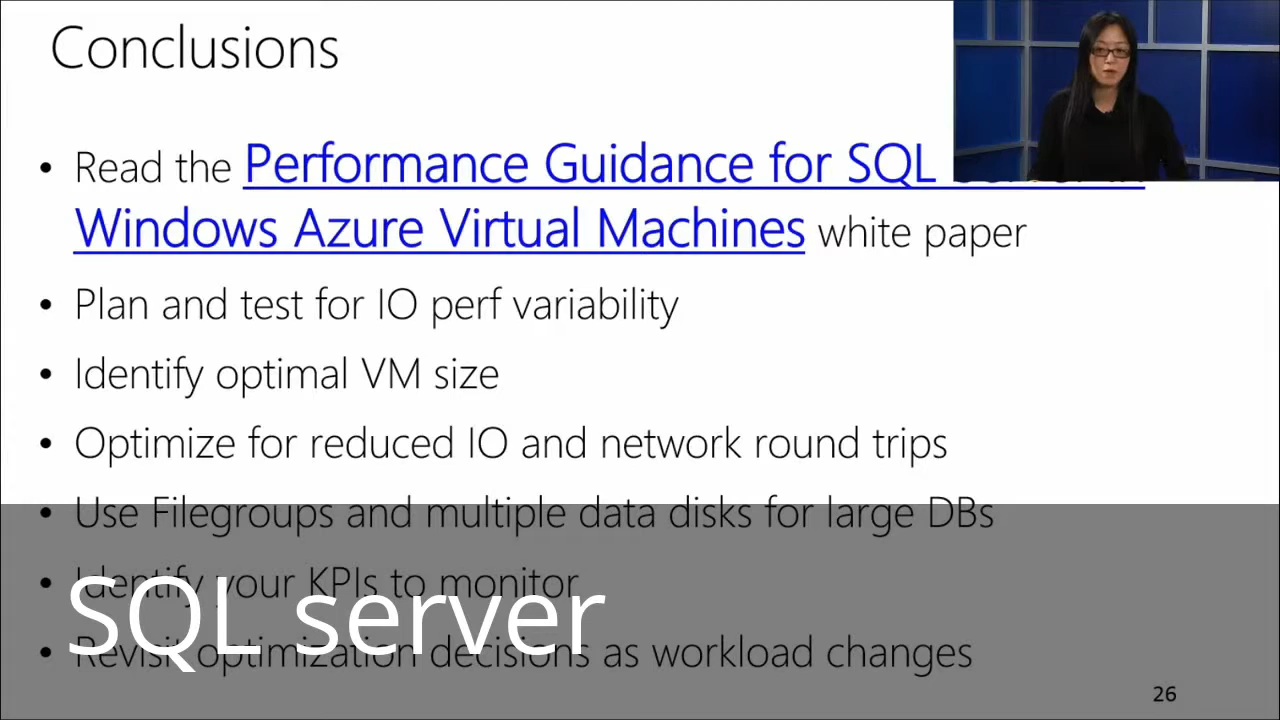 Conclusions
• Read the Performance Guidance for SQL
Windows Azure Virtual Machines white paper
• Plan and test for IO perf variability
• Identify optimal VM size
• Optimize for reduced IO and network round trips
• Use Filegroups and multiple data disks for large DBs
• Identify your KPIs to monitor
SQL server
• Revisit optimization decisions as workload changes
26